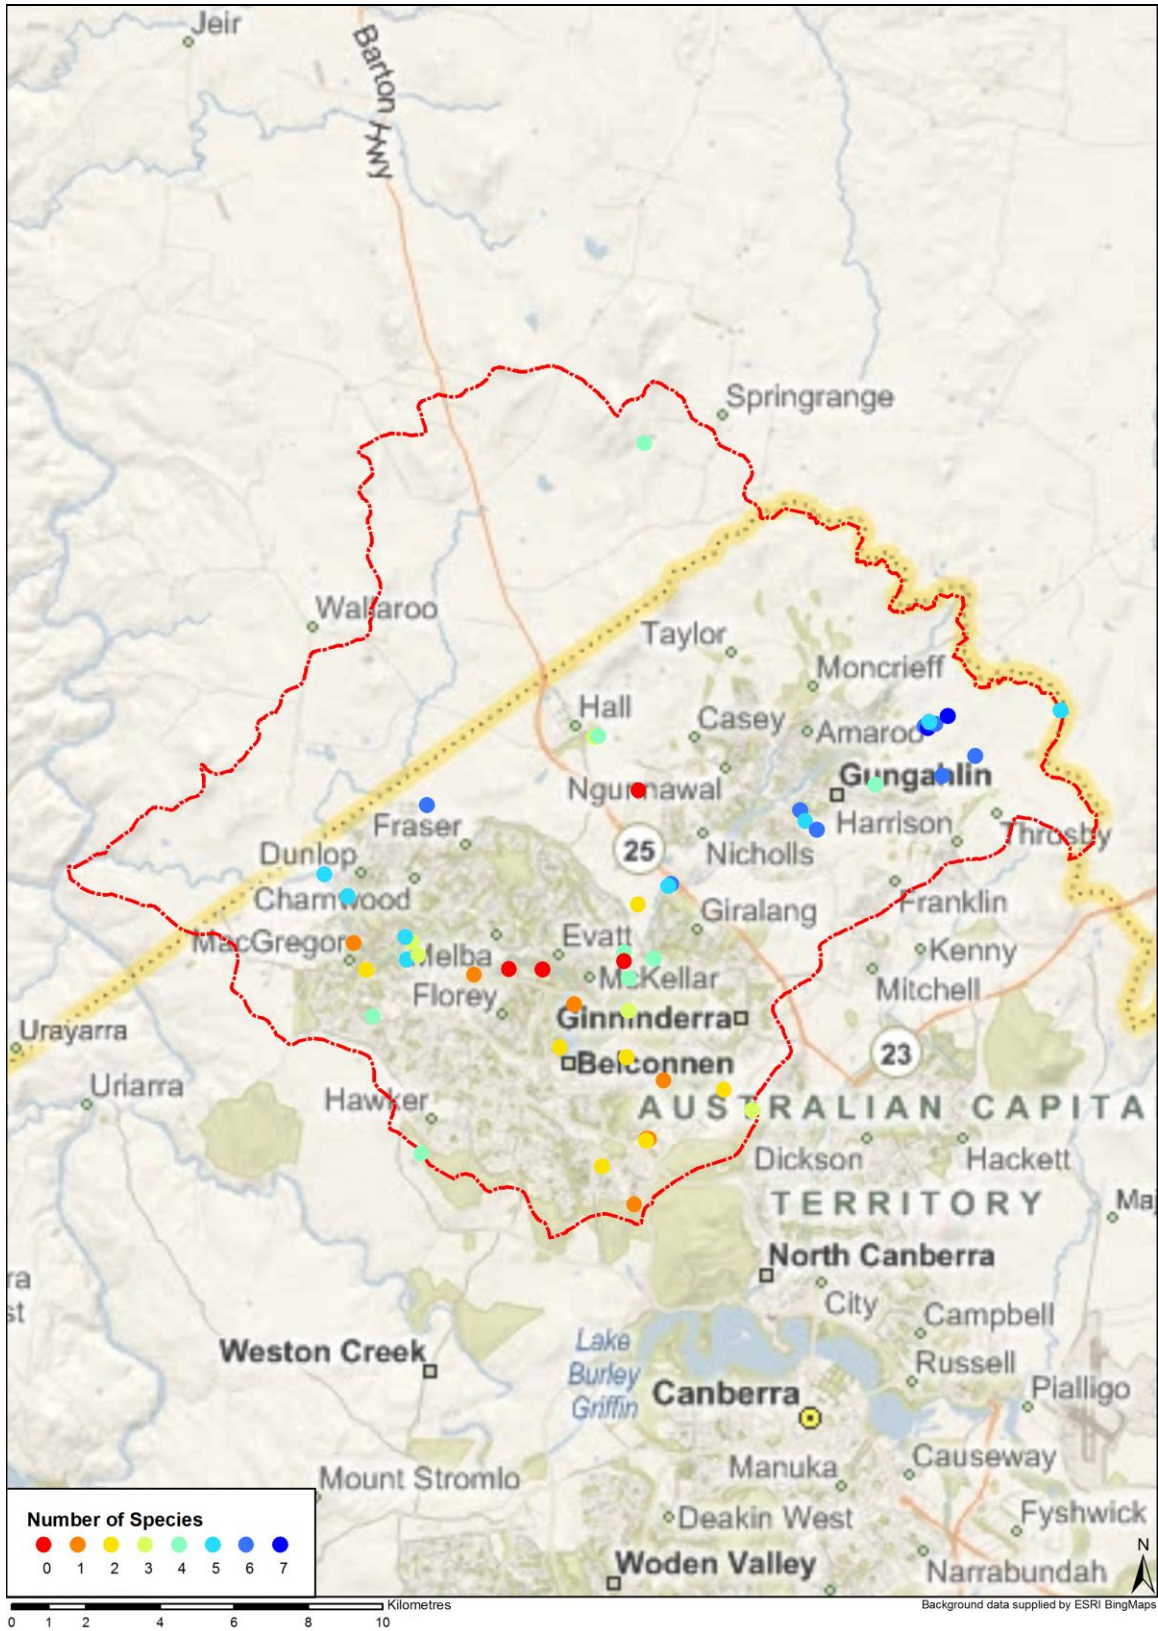 Jeir
Barton Hwy
Springrange
Wallaroo
Taylor
Moncrieff
Hall
Casey
Amaroo
Ngunnawal
Gungahlin
Fraser
Harrison
Throsby
25
Dunlop
Nicholls
Charnwood
Giralang
Franklin
MacGregor
Evatt
Kenny
Melba
McKellar
Mitchell
Florey
Ginninderra
Urayarra
23
Belconnen
Uriarra
Hawker
AUSTRALIAN CAPITA
Dickson
Hackett
TERRITORY
Maj
North Canberra
ra
st
City
Campbell
Weston Creek
Lake
Burley
Griffin
Russell
Canberra
Pialligo
Causeway
Manuka
Mount Stromlo
Deakin West
Fyshwick
Woden Valley
Narrabundah
Number of Species
0 1 2 3 4 5 6 7
N
Kilometres
0 1 2 4 6 8 10
Background data supplied by ESRI BingMaps